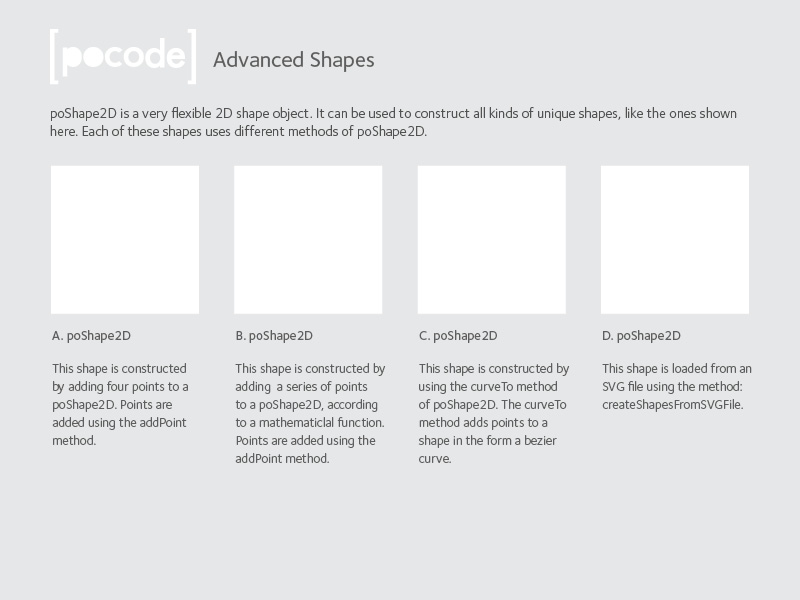 [pocode] Advanced Shapes
poShape2D is a very flexible 2D shape object. It can be used to construct all kinds of unique shapes, like the ones shown
here. Each of these shapes uses different methods of poShape2D.
A. poShape2D
This shape is constructed
by adding four points to a
poShape2D. Points are
added using the addPoint
method.
B. poShape2D
This shape is constructed by
adding  a series of points
to a poShape2D, according
to a mathematiclal function.
Points are added using the
addPoint method.
C. poShape2D
This shape is constructed by
using the curveTo method
of poShape2D. The curveTo
method adds points to a
shape in the form a bezier
curve.
D. poShape2D
This shape is loaded from an
SVG file using the method:
createShapesFromSVGFile.